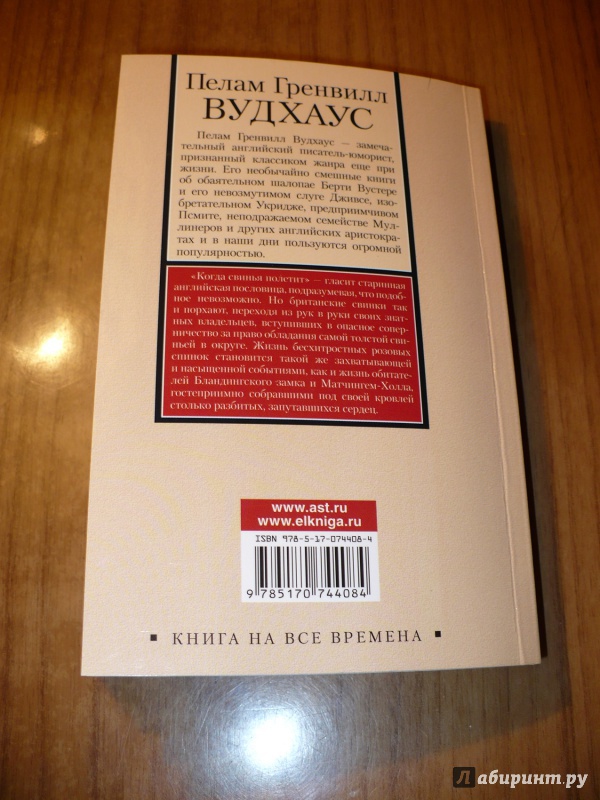 Пелам Гренвилл
ВУДХАУС
Пелам Гренвилл Вудхаус — замеча-
тельный английский писатель-юморист,
признанный классиком жанра еще при
жизни. Его необычайно смешные книги
об обаятельном шалопае Берти Вустере
и его невозмутимом слуге Дживсе, изо-
бретательном Укридже, предприимчивом
Псмите, неподражаемом семействе Мул-
линеров и других английских аристокра-
тах и в наши дни пользуются огромной
популярностью.
«Когда свинья полетит» — гласит старинная
английская пословица, подразумевая, что подоб-
ное невозможно. Но британские свинки так
и порхают, переходя из рук в руки своих знат-
ных владельцев, вступивших в опасное сопер-
ничество за право обладания самой толстой сви-
ньей в округе. Жизнь бесхитростных розовых
спинок становится такой же захватывающей
и насыщенной событиями, как и жизнь обитате-
лей Бландингского замка и Матчингем-Холла,
гостеприимно собравшими под своей кровлей
столько разбитых, запутавшихся сердец.
www.ast.ru
www.elkniga.ru
ISBN 978-5-17-074408-4
9 785170 744084
▪ КНИГА НА ВСЕ ВРЕМЕНА ▪
Лабиринт.ру